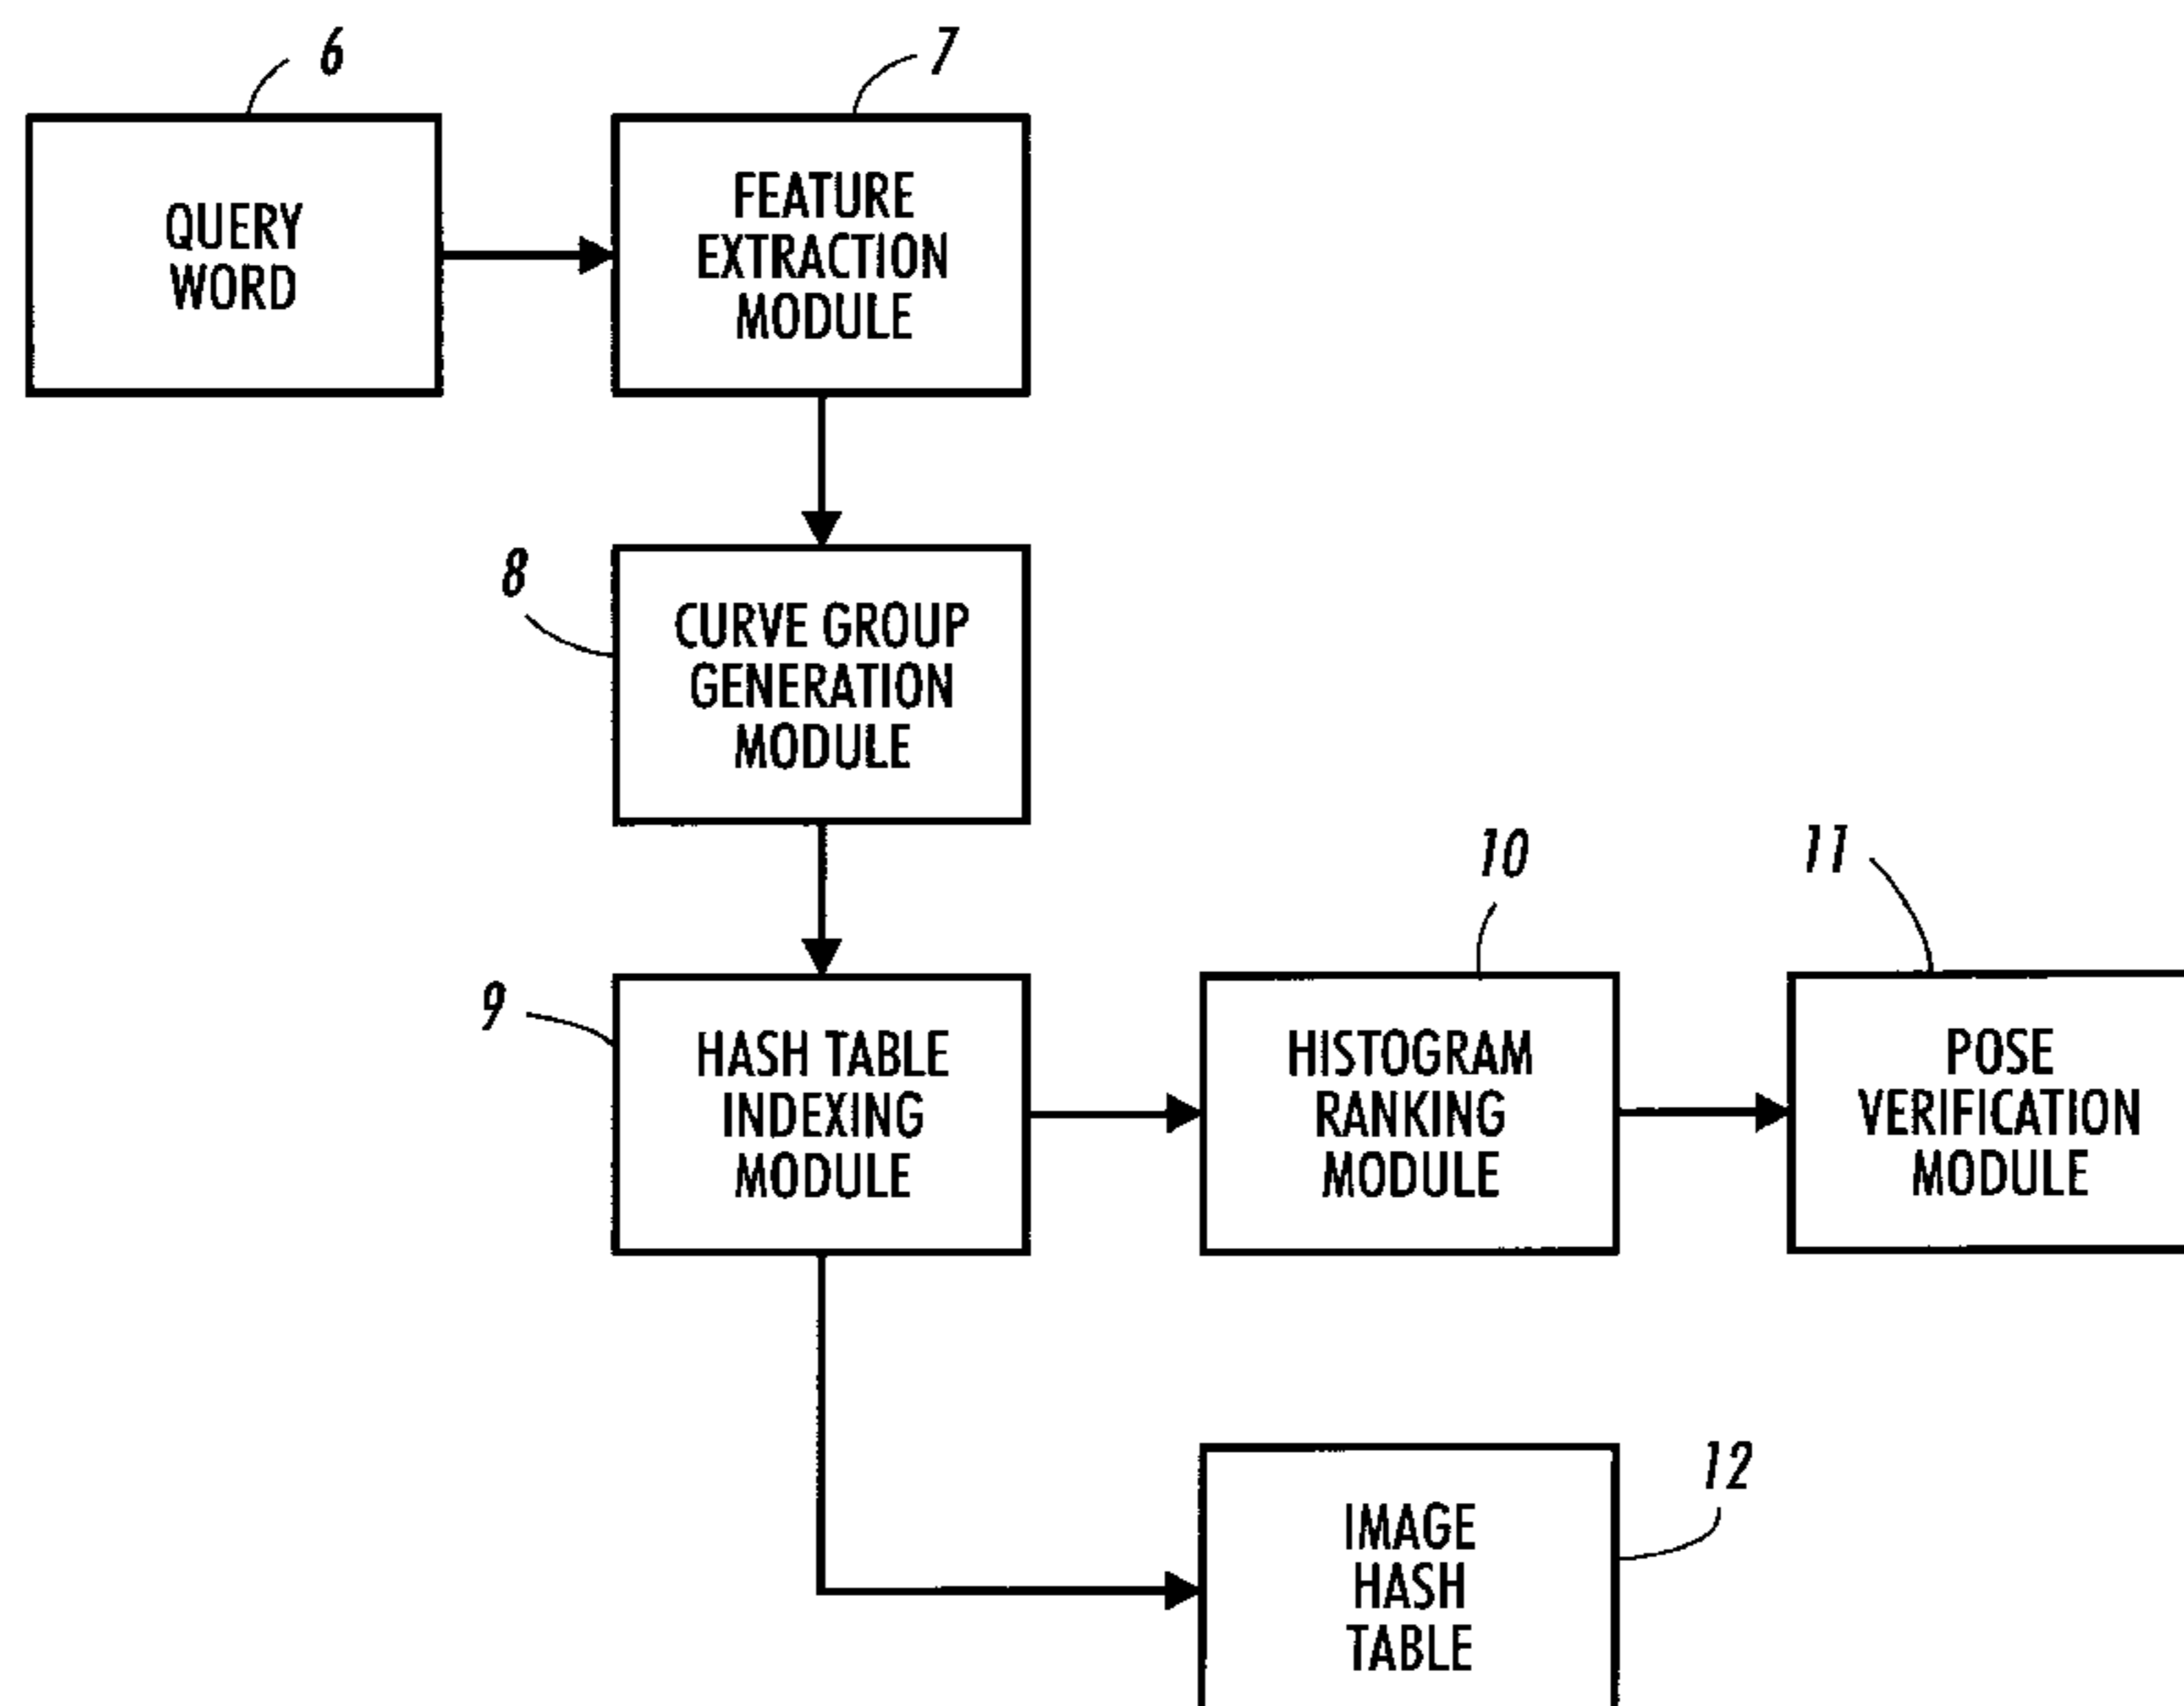 6
7
QUERY
WORD
FEATURE
EXTRACTION
MODULE
8
CURVE GROUP
GENERATION
MODULE
9
10
11
HASH TABLE
INDEXING
MODULE
HISTOGRAM
RANKING
MODULE
POSE
VERIFICATION
MODULE
12
IMAGE
HASH
TABLE